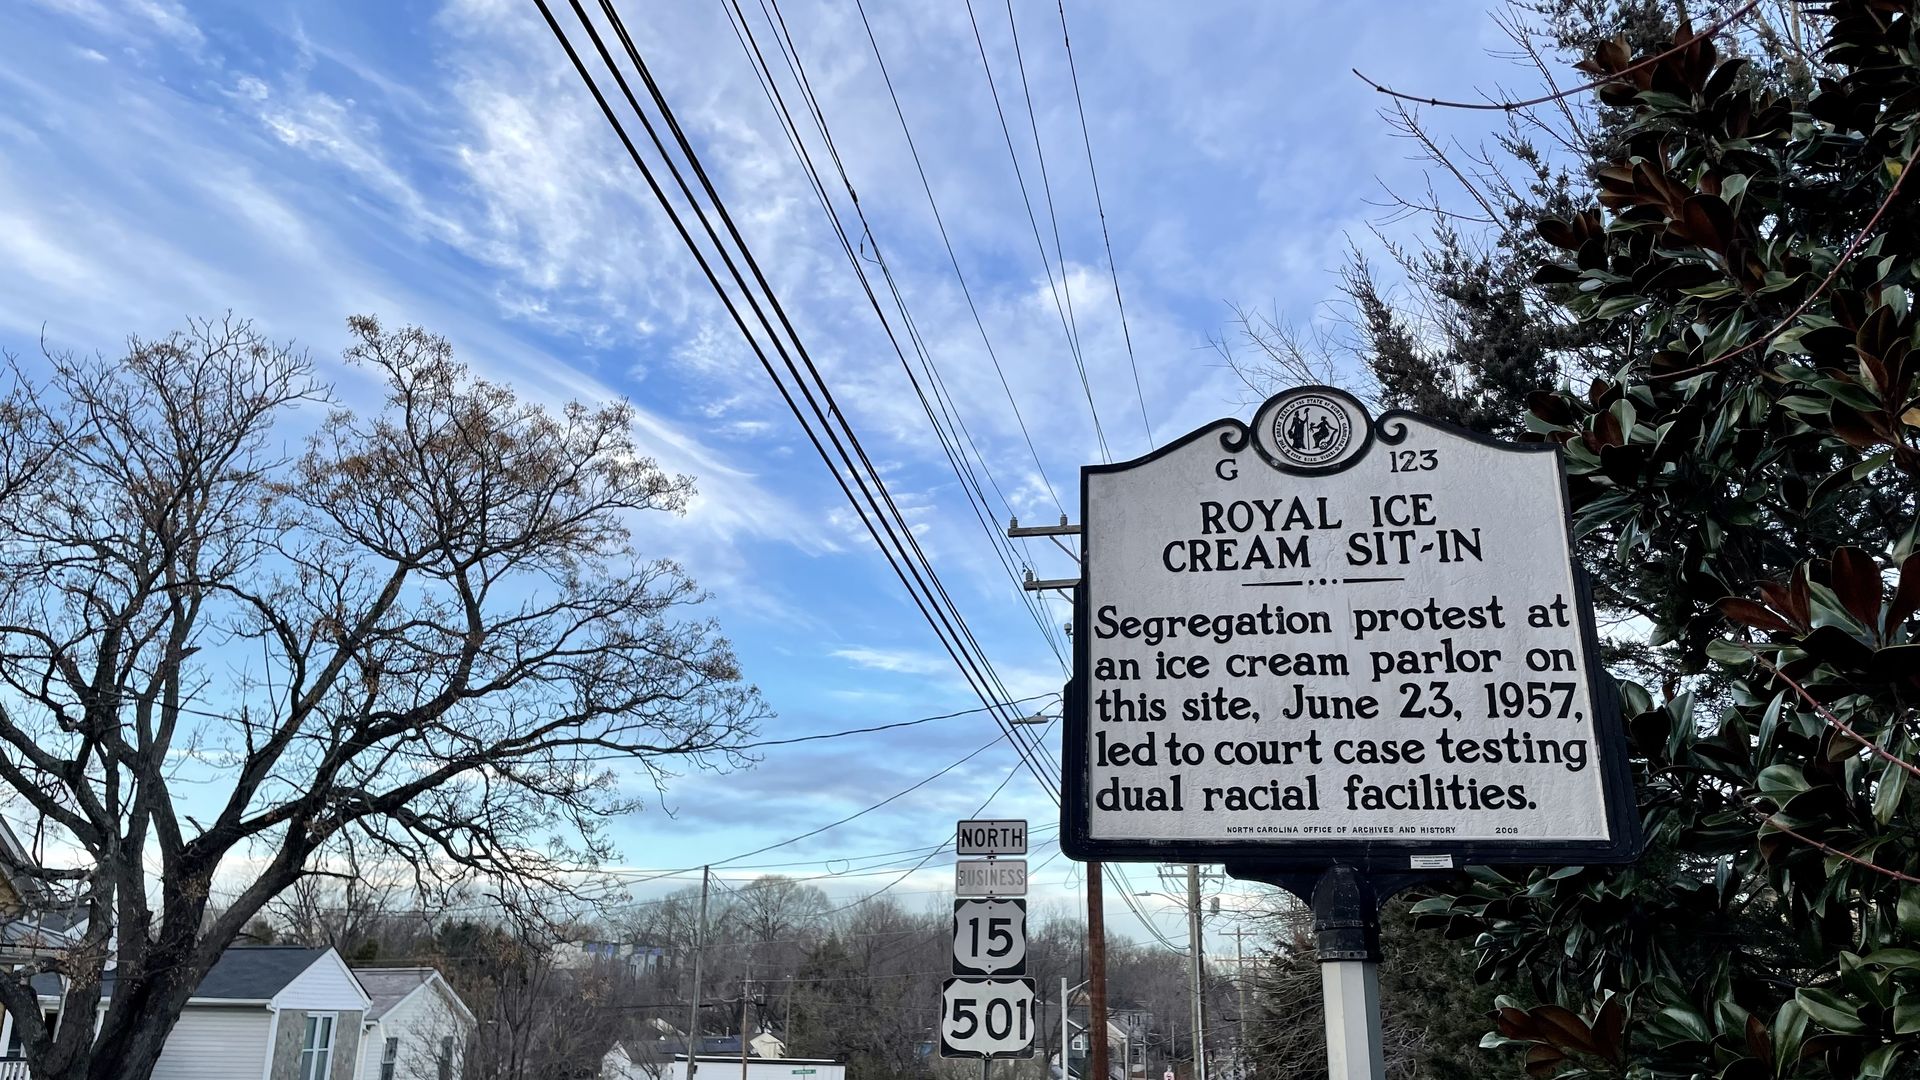 G 123
ROYAL ICE
CREAM SIT-IN
Segregation protest at
an ice cream parlor on
this site, June 23, 1957,
led to court case testing
dual racial facilities.
NORTH CAROLINA OFFICE OF ARCHIVES AND HISTORY 2008
NORTH
BUSINESS
15
501